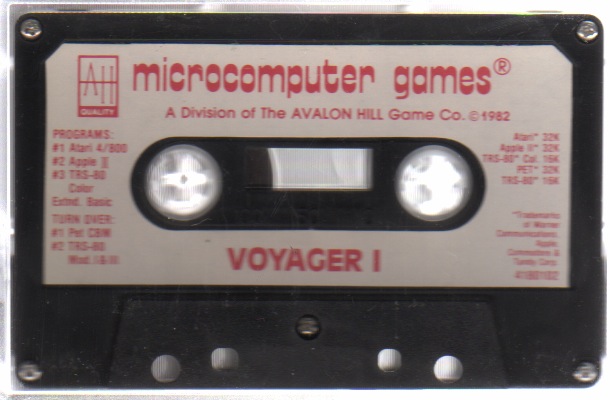 AH
QUALITY
microcomputer games®
A Division of The AVALON HILL Game Co. ©1982
PROGRAMS:
#1 Atari 4/800
#2 Apple ][
#3 TRS-80
Color
Extnd. Basic
TURN OVER:
#1 Pet CBM
#2 TRS-80
Mod. I & III
Atari* 32K
Apple II* 32K
TRS-80* Col. 16K
PET* 32K
TRS-80* 16K
*Trademarks
of Warner
Communications,
Apple,
Commodore &
Tandy Corp.
4180102
VOYAGER I